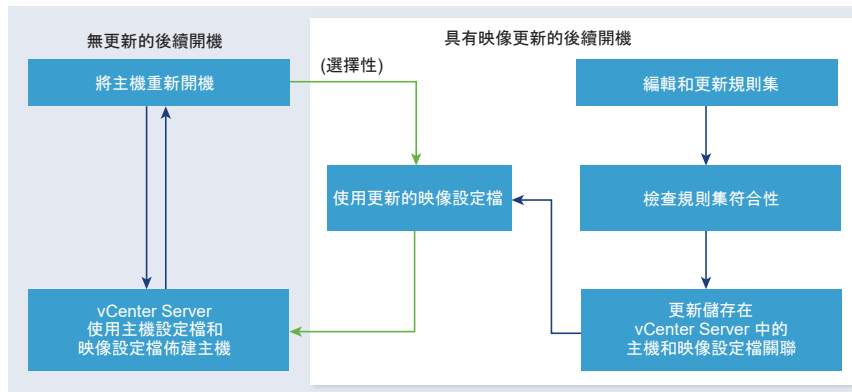 無更新的後續開機
具有映像更新的後續開機
將主機重新開機
(選擇性)
編輯和更新規則集
使用更新的映像設定檔
檢查規則集符合性
vCenter Server
使用主機設定檔和
映像設定檔佈建主機
更新儲存在
vCenter Server 中的
主機和映像設定檔關聯